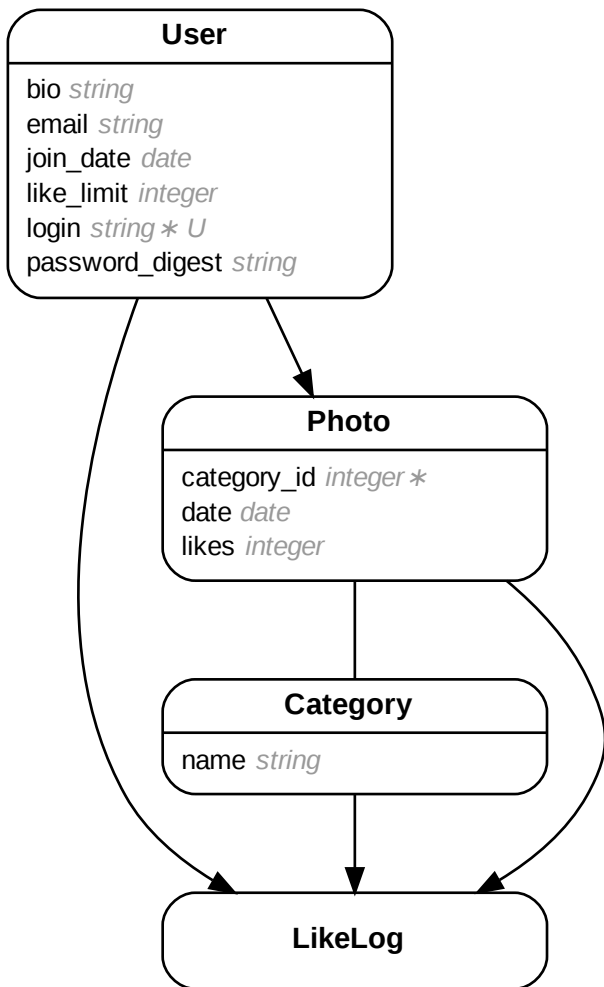 User
bio string
email string
join_date date
like_limit integer
login string ∗ U
password_digest string
Photo
category_id integer ∗
date date
likes integer
Category
name string
LikeLog